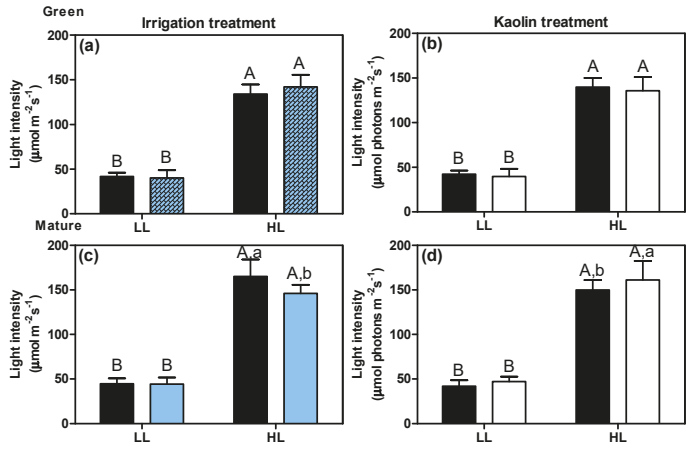 Green
Irrigation treatment
Kaolin treatment
(a)
Light intensity
(μmol m⁻²s⁻¹)
200
150
100
50
0
B
B
A
A
LL
HL
(b)
Light intensity
(μmol photons m⁻²s⁻¹)
200
150
100
50
0
B
B
A
A
LL
HL
Mature
(c)
Light intensity
(μmol m⁻²s⁻¹)
200
150
100
50
0
B
B
A,a
A,b
LL
HL
(d)
Light intensity
(μmol photons m⁻²s⁻¹)
200
150
100
50
0
B
B
A,b
A,a
LL
HL